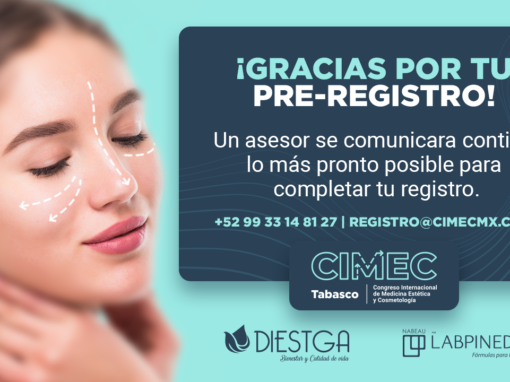 ¡GRACIAS POR TU
PRE-REGISTRO!
Un asesor se comunicara
lo más pronto posible para
completar tu registro.
+52 99 33 14 81 27 | REGISTRO@CIMECMX.C
CIMEC
Tabasco
Congreso Internacional
de Medicina Estética
y Cosmetología
DIESTGA
Bienestar y Calidad de vida
NABEAU
LABPINED
Fórmulas para